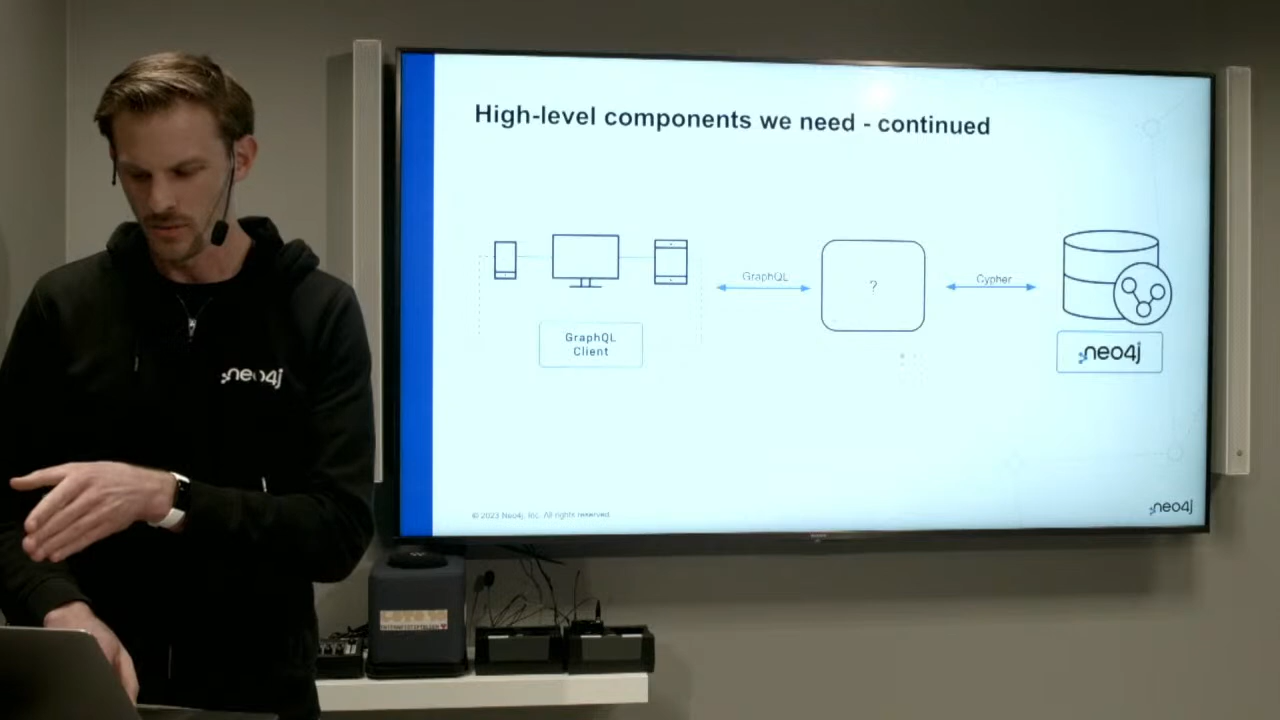 High-level components we need - continued
GraphQL
Client
GraphQL
?
Cypher
neo4j
© 2023 Neo4j, Inc. All rights reserved.
neo4j
neo4j